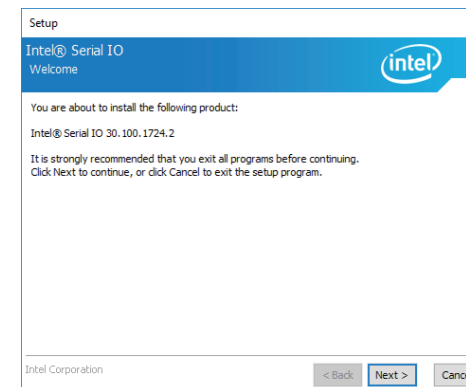 Setup
Intel® Serial IO
Welcome
intel
You are about to install the following product:
Intel® Serial IO 30.100.1724.2
It is strongly recommended that you exit all programs before continuing.
Click Next to continue, or click Cancel to exit the setup program.
Intel Corporation
< Back Next > Cance